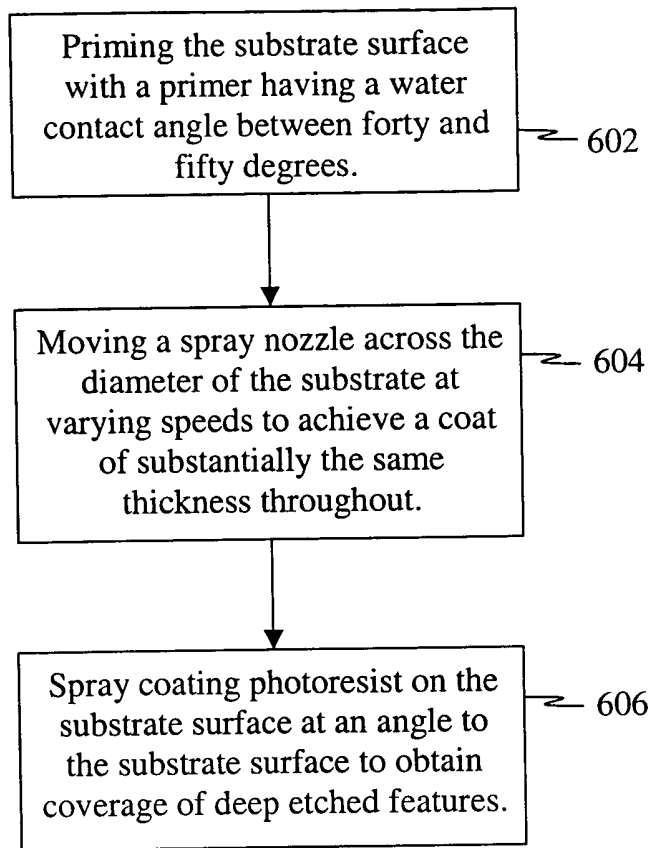 Priming the substrate surface
with a primer having a water
contact angle between forty and
fifty degrees.
602
Moving a spray nozzle across the
diameter of the substrate at
varying speeds to achieve a coat
of substantially the same
thickness throughout.
604
Spray coating photoresist on the
substrate surface at an angle to
the substrate surface to obtain
coverage of deep etched features.
606